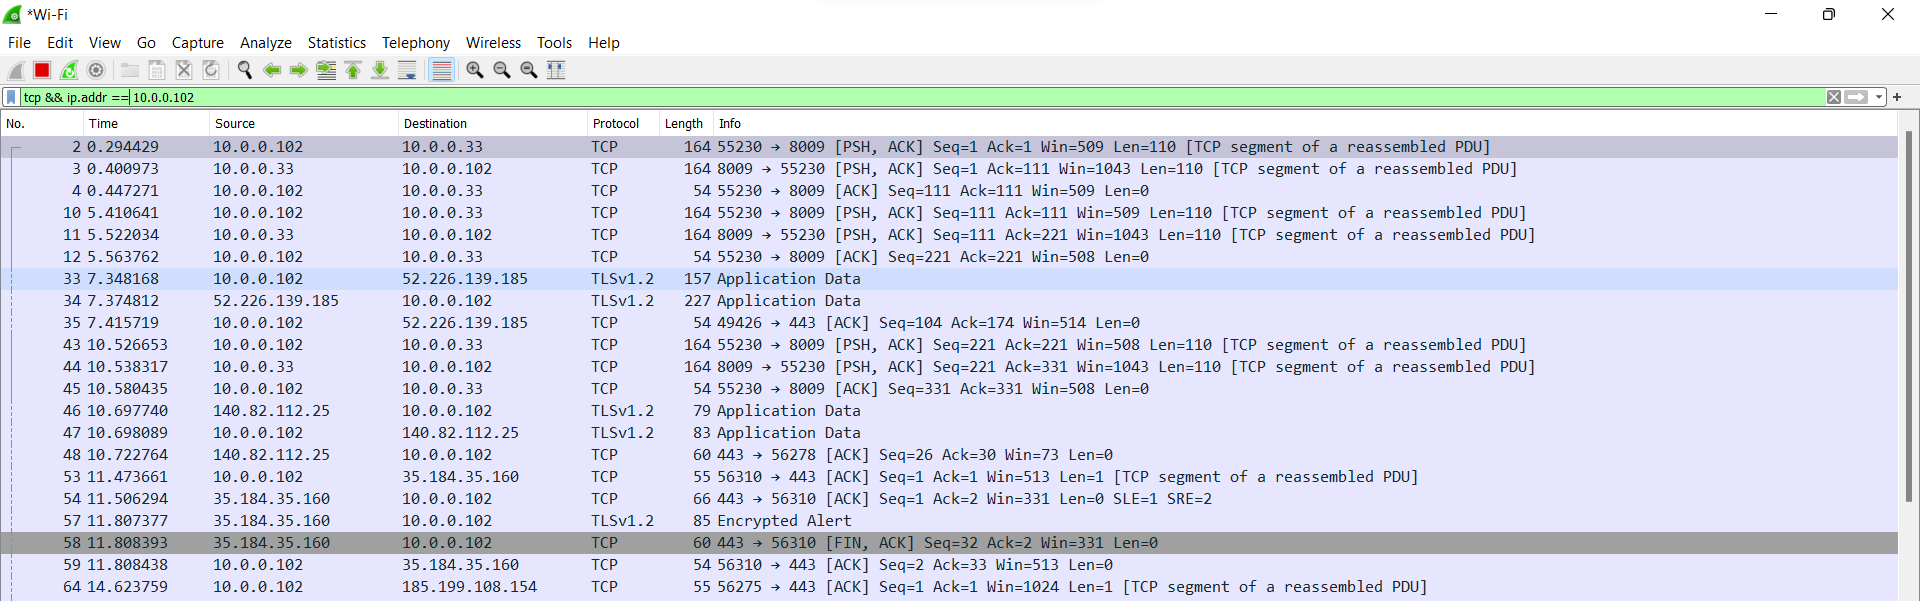 *Wi-Fi
File Edit View Go Capture Analyze Statistics Telephony Wireless Tools Help
tcp && ip.addr == 10.0.0.102
No. Time Source Destination Protocol Length Info
2 0.294429 10.0.0.102 10.0.0.33 TCP 164 55230 → 8009 [PSH, ACK] Seq=1 Ack=1 Win=509 Len=110 [TCP segment of a reassembled PDU]
3 0.400973 10.0.0.33 10.0.0.102 TCP 164 8009 → 55230 [PSH, ACK] Seq=1 Ack=111 Win=1043 Len=110 [TCP segment of a reassembled PDU]
4 0.447271 10.0.0.102 10.0.0.33 TCP 54 55230 → 8009 [ACK] Seq=111 Ack=111 Win=509 Len=0
10 5.410641 10.0.0.102 10.0.0.33 TCP 164 55230 → 8009 [PSH, ACK] Seq=111 Ack=111 Win=509 Len=110 [TCP segment of a reassembled PDU]
11 5.522034 10.0.0.33 10.0.0.102 TCP 164 8009 → 55230 [PSH, ACK] Seq=111 Ack=221 Win=1043 Len=110 [TCP segment of a reassembled PDU]
12 5.563762 10.0.0.102 10.0.0.33 TCP 54 55230 → 8009 [ACK] Seq=221 Ack=221 Win=508 Len=0
33 7.348168 10.0.0.102 52.226.139.185 TLSv1.2 157 Application Data
34 7.374812 52.226.139.185 10.0.0.102 TLSv1.2 227 Application Data
35 7.415719 10.0.0.102 52.226.139.185 TCP 54 49426 → 443 [ACK] Seq=104 Ack=174 Win=514 Len=0
43 10.526653 10.0.0.102 10.0.0.33 TCP 164 55230 → 8009 [PSH, ACK] Seq=221 Ack=221 Win=508 Len=110 [TCP segment of a reassembled PDU]
44 10.538317 10.0.0.33 10.0.0.102 TCP 164 8009 → 55230 [PSH, ACK] Seq=221 Ack=331 Win=1043 Len=110 [TCP segment of a reassembled PDU]
45 10.580435 10.0.0.102 10.0.0.33 TCP 54 55230 → 8009 [ACK] Seq=331 Ack=331 Win=508 Len=0
46 10.697740 140.82.112.25 10.0.0.102 TLSv1.2 79 Application Data
47 10.698089 10.0.0.102 140.82.112.25 TLSv1.2 83 Application Data
48 10.722764 140.82.112.25 10.0.0.102 TCP 60 443 → 56278 [ACK] Seq=26 Ack=30 Win=73 Len=0
53 11.473661 10.0.0.102 35.184.35.160 TCP 55 56310 → 443 [ACK] Seq=1 Ack=1 Win=513 Len=1 [TCP segment of a reassembled PDU]
54 11.506294 35.184.35.160 10.0.0.102 TCP 66 443 → 56310 [ACK] Seq=1 Ack=2 Win=331 Len=0 SLE=1 SRE=2
57 11.807377 35.184.35.160 10.0.0.102 TLSv1.2 85 Encrypted Alert
58 11.808393 35.184.35.160 10.0.0.102 TCP 60 443 → 56310 [FIN, ACK] Seq=32 Ack=2 Win=331 Len=0
59 11.808438 10.0.0.102 35.184.35.160 TCP 54 56310 → 443 [ACK] Seq=2 Ack=33 Win=513 Len=0
64 14.623759 10.0.0.102 185.199.108.154 TCP 55 56275 → 443 [ACK] Seq=1 Ack=1 Win=1024 Len=1 [TCP segment of a reassembled PDU]